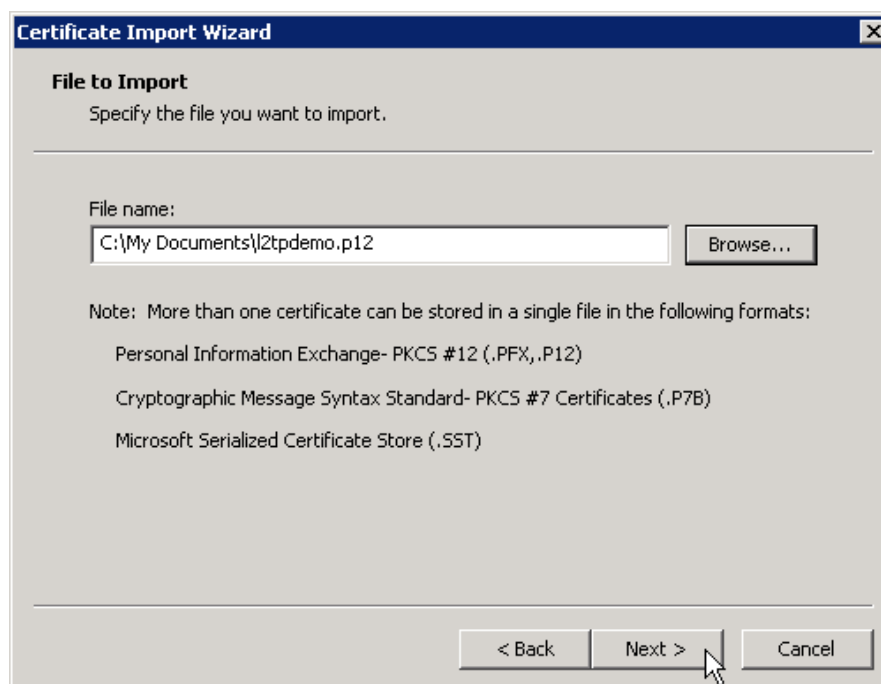 Certificate Import Wizard
File to Import
Specify the file you want to import.
File name:
C:\My Documents\l2tpdemo.p12
Browse...
Note:  More than one certificate can be stored in a single file in the following formats:
Personal Information Exchange- PKCS #12 (.PFX,.P12)
Cryptographic Message Syntax Standard- PKCS #7 Certificates (.P7B)
Microsoft Serialized Certificate Store (.SST)
< Back
Next >
Cancel